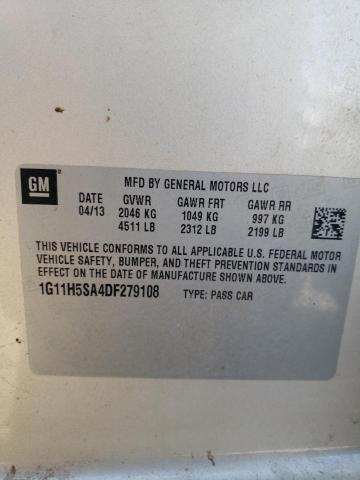 GM
MFD BY GENERAL MOTORS LLC
DATE GVWR GAWR FRT GAWR RR
04/13 2046 KG 1049 KG 997 KG
4511 LB 2312 LB 2199 LB
THIS VEHICLE CONFORMS TO ALL APPLICABLE U.S. FEDERAL MOTOR
VEHICLE SAFETY, BUMPER, AND THEFT PREVENTION STANDARDS IN
EFFECT ON THE DATE OF MANUFACTURE SHOWN ABOVE.
1G11H5SA4DF279108 TYPE: PASS CAR